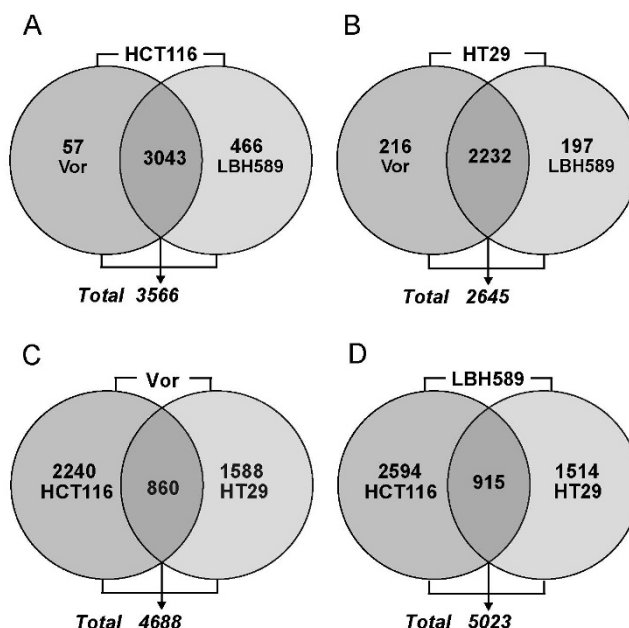 A
HCT116
57
Vor
3043
466
LBH589
Total 3566
B
HT29
216
Vor
2232
197
LBH589
Total 2645
C
Vor
2240
HCT116
860
1588
HT29
Total 4688
D
LBH589
2594
HCT116
915
1514
HT29
Total 5023